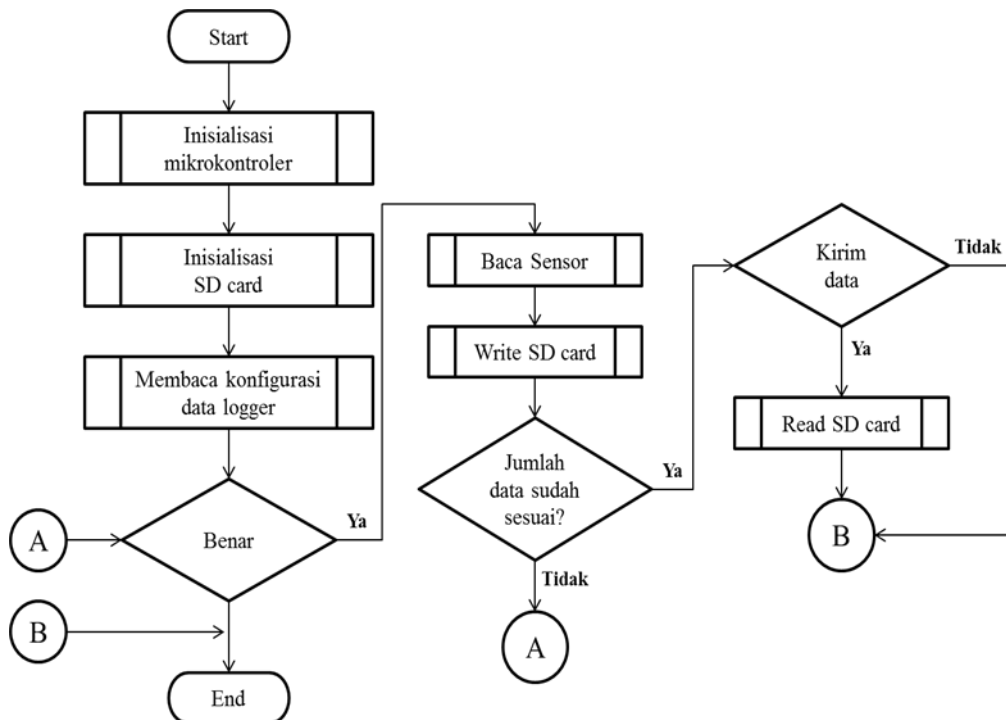 Start
Inisialisasi
mikrokontroler
Inisialisasi
SD card
Membaca konfigurasi
data logger
A
Benar
Ya
B
End
Baca Sensor
Write SD card
Jumlah
data sudah
sesuai?
Ya
Tidak
A
Kirim
data
Tidak
Ya
Read SD card
B